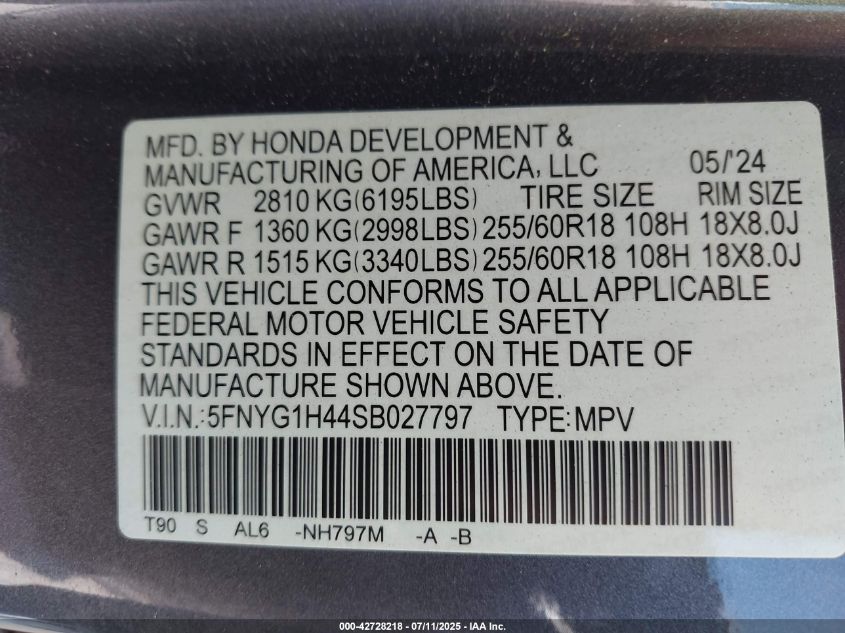 MFD. BY HONDA DEVELOPMENT &
MANUFACTURING OF AMERICA, LLC 05/'24
GVWR 2810 KG(6195LBS) TIRE SIZE RIM SIZE
GAWR F 1360 KG(2998LBS) 255/60R18 108H 18X8.0J
GAWR R 1515 KG(3340LBS) 255/60R18 108H 18X8.0J
THIS VEHICLE CONFORMS TO ALL APPLICABLE
FEDERAL MOTOR VEHICLE SAFETY
STANDARDS IN EFFECT ON THE DATE OF
MANUFACTURE SHOWN ABOVE.
V.I.N.:5FNYG1H44SB027797 TYPE:MPV
T90 S AL6 -NH797M -A -B
000-42728218 - 07/11/2025 - IAA Inc.